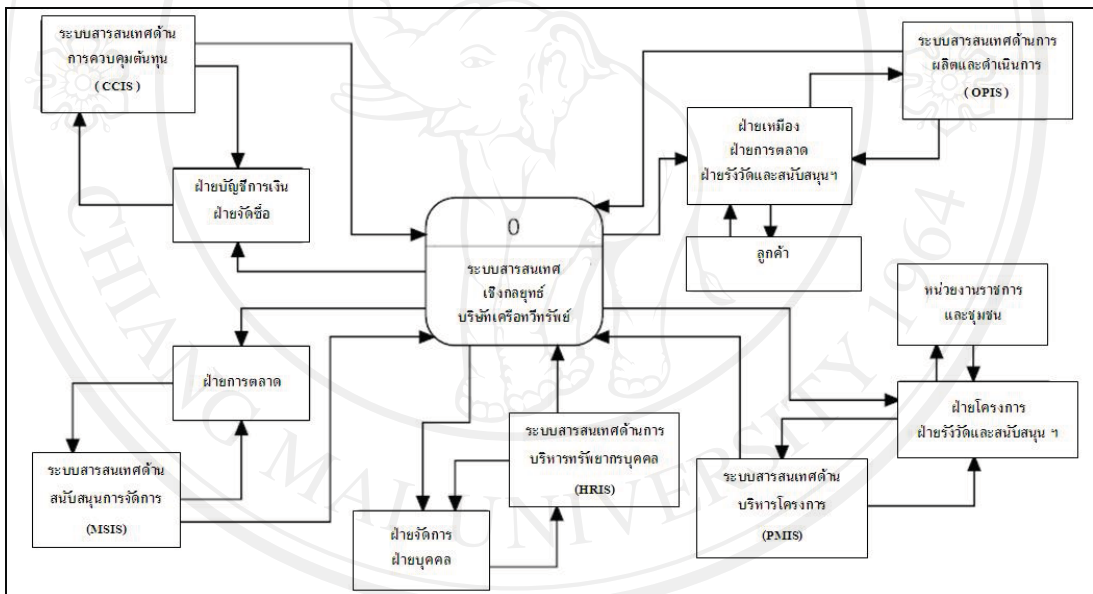 ระบบสารสนเทศด้าน
การควบคุมต้นทุน
( CCIS )
ระบบสารสนเทศด้านการ
ผลิตและดำเนินการ
( OPIS )
ฝ่ายเหมือง
ฝ่ายการตลาด
ฝ่ายรังวัดและสนับสนุนฯ
ฝ่ายบัญชีการเงิน
ฝ่ายจัดซื้อ
0
ระบบสารสนเทศ
เชิงกลยุทธ์
บริษัทเครือทวีทรัพย์
ลูกค้า
หน่วยงานราชการ
และชุมชน
ฝ่ายการตลาด
ฝ่ายโครงการ
ฝ่ายรังวัดและสนับสนุน ฯ
ระบบสารสนเทศด้าน
สนับสนุนการจัดการ
(MSIS)
ระบบสารสนเทศด้านการ
บริหารทรัพยากรบุคคล
(HRIS)
ระบบสารสนเทศด้าน
บริหารโครงการ
(PMIS)
ฝ่ายจัดการ
ฝ่ายบุคคล
CHIANG MAI UNIVERSITY 1964